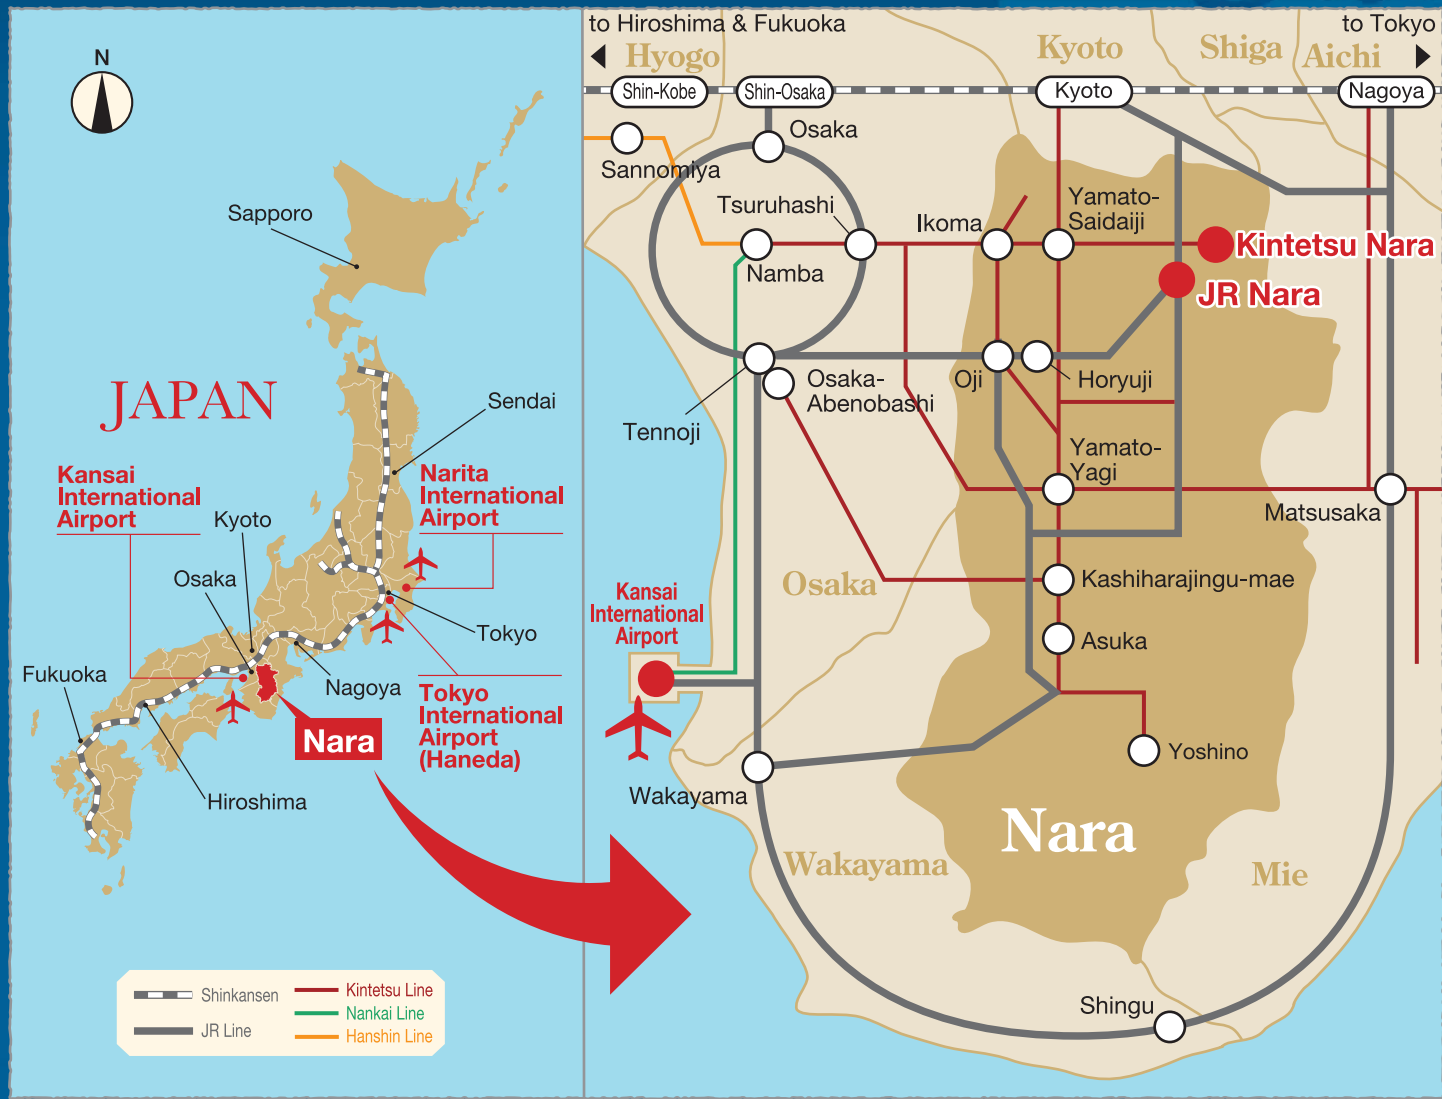 N
Sapporo
JAPAN
Sendai
Kansai
International
Airport
Narita
International
Airport
Kyoto
Osaka
Tokyo
Fukuoka
Nagoya
Tokyo
International
Airport
(Haneda)
Nara
Hiroshima
Shinkansen
JR Line
Kintetsu Line
Nankai Line
Hanshin Line
to Hiroshima & Fukuoka
to Tokyo
Hyogo
Kyoto
Shiga
Aichi
Shin-Kobe
Shin-Osaka
Kyoto
Nagoya
Osaka
Sannomiya
Tsuruhashi
Ikoma
Yamato-
Saidaiji
Kintetsu Nara
Namba
JR Nara
Oji
Horyuji
Osaka-
Abenobashi
Tennoji
Yamato-
Yagi
Matsusaka
Osaka
Kashiharajingu-mae
Kansai
International
Airport
Asuka
Yoshino
Wakayama
Nara
Wakayama
Mie
Shingu